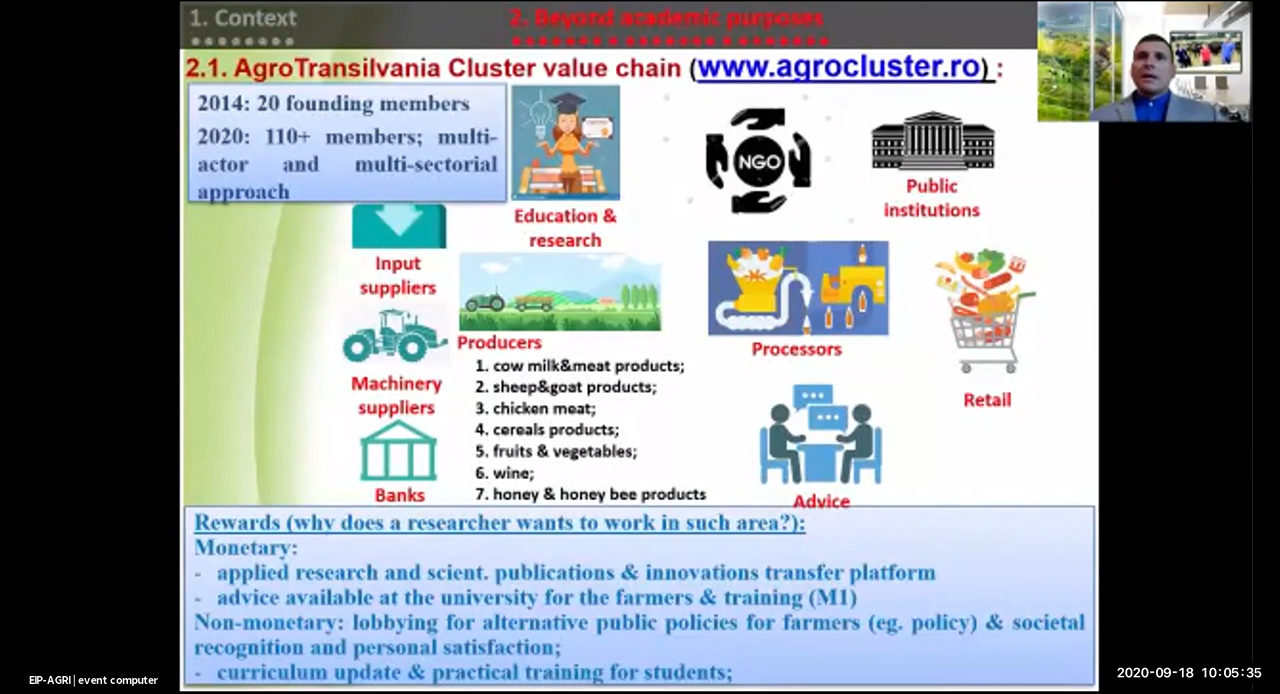 1. Context
2. Beyond academic purposes
2.1. AgroTransilvania Cluster value chain (www.agrocluster.ro) :
2014: 20 founding members
2020: 110+ members; multi-
actor and multi-sectorial
approach
Education &
research
NGO
Public
institutions
Input
suppliers
Producers
Processors
Machinery
suppliers
Retail
1. cow milk&meat products;
2. sheep&goat products;
3. chicken meat;
4. cereals products;
5. fruits & vegetables;
6. wine;
7. honey & honey bee products
Banks
Advice
Rewards (why does a researcher wants to work in such area?):
Monetary:
- applied research and scient. publications & innovations transfer platform
- advice available at the university for the farmers & training (M1)
Non-monetary: lobbying for alternative public policies for farmers (eg. policy) & societal
recognition and personal satisfaction;
- curriculum update & practical training for students;
EIP-AGRI | event computer
2020-09-18 10:05:35